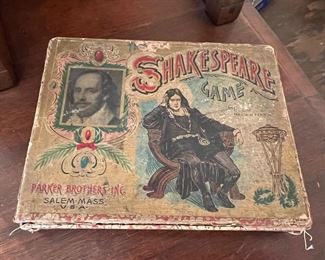 SHAKESPEARE
GAME
PARKER BROTHERS INC.
SALEM·MASS.
U.S.A.